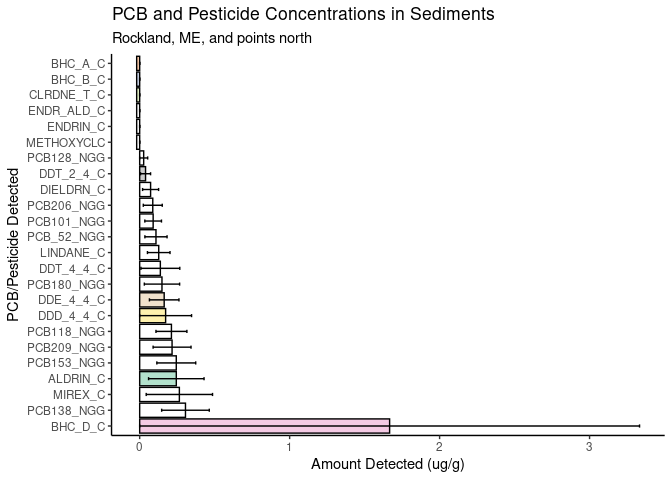 PCB and Pesticide Concentrations in Sediments
Rockland, ME, and points north
PCB/Pesticide Detected
BHC_A_C
BHC_B_C
CLRDNE_T_C
ENDR_ALD_C
ENDRIN_C
METHOXYCLC
PCB128_NGG
DDT_2_4_C
DIELDRN_C
PCB206_NGG
PCB101_NGG
PCB_52_NGG
LINDANE_C
DDT_4_4_C
PCB180_NGG
DDE_4_4_C
DDD_4_4_C
PCB118_NGG
PCB209_NGG
PCB153_NGG
ALDRIN_C
MIREX_C
PCB138_NGG
BHC_D_C
0 1 2 3
Amount Detected (ug/g)